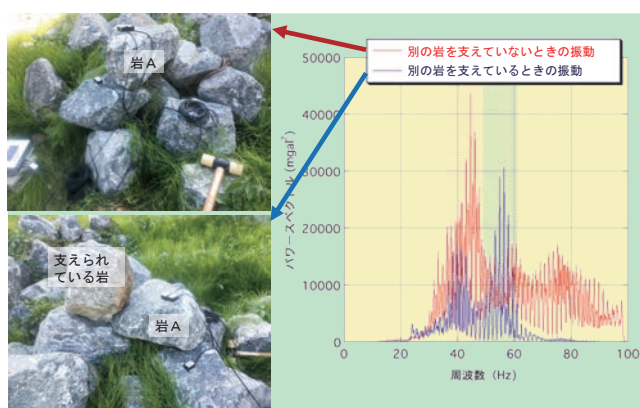 岩A
支えられ
ている岩
岩A
別の岩を支えていないときの振動
別の岩を支えているときの振動
パワースペクトル (mgal²)
50000
40000
30000
20000
10000
0
0
20
40
60
80
100
周波数 (Hz)